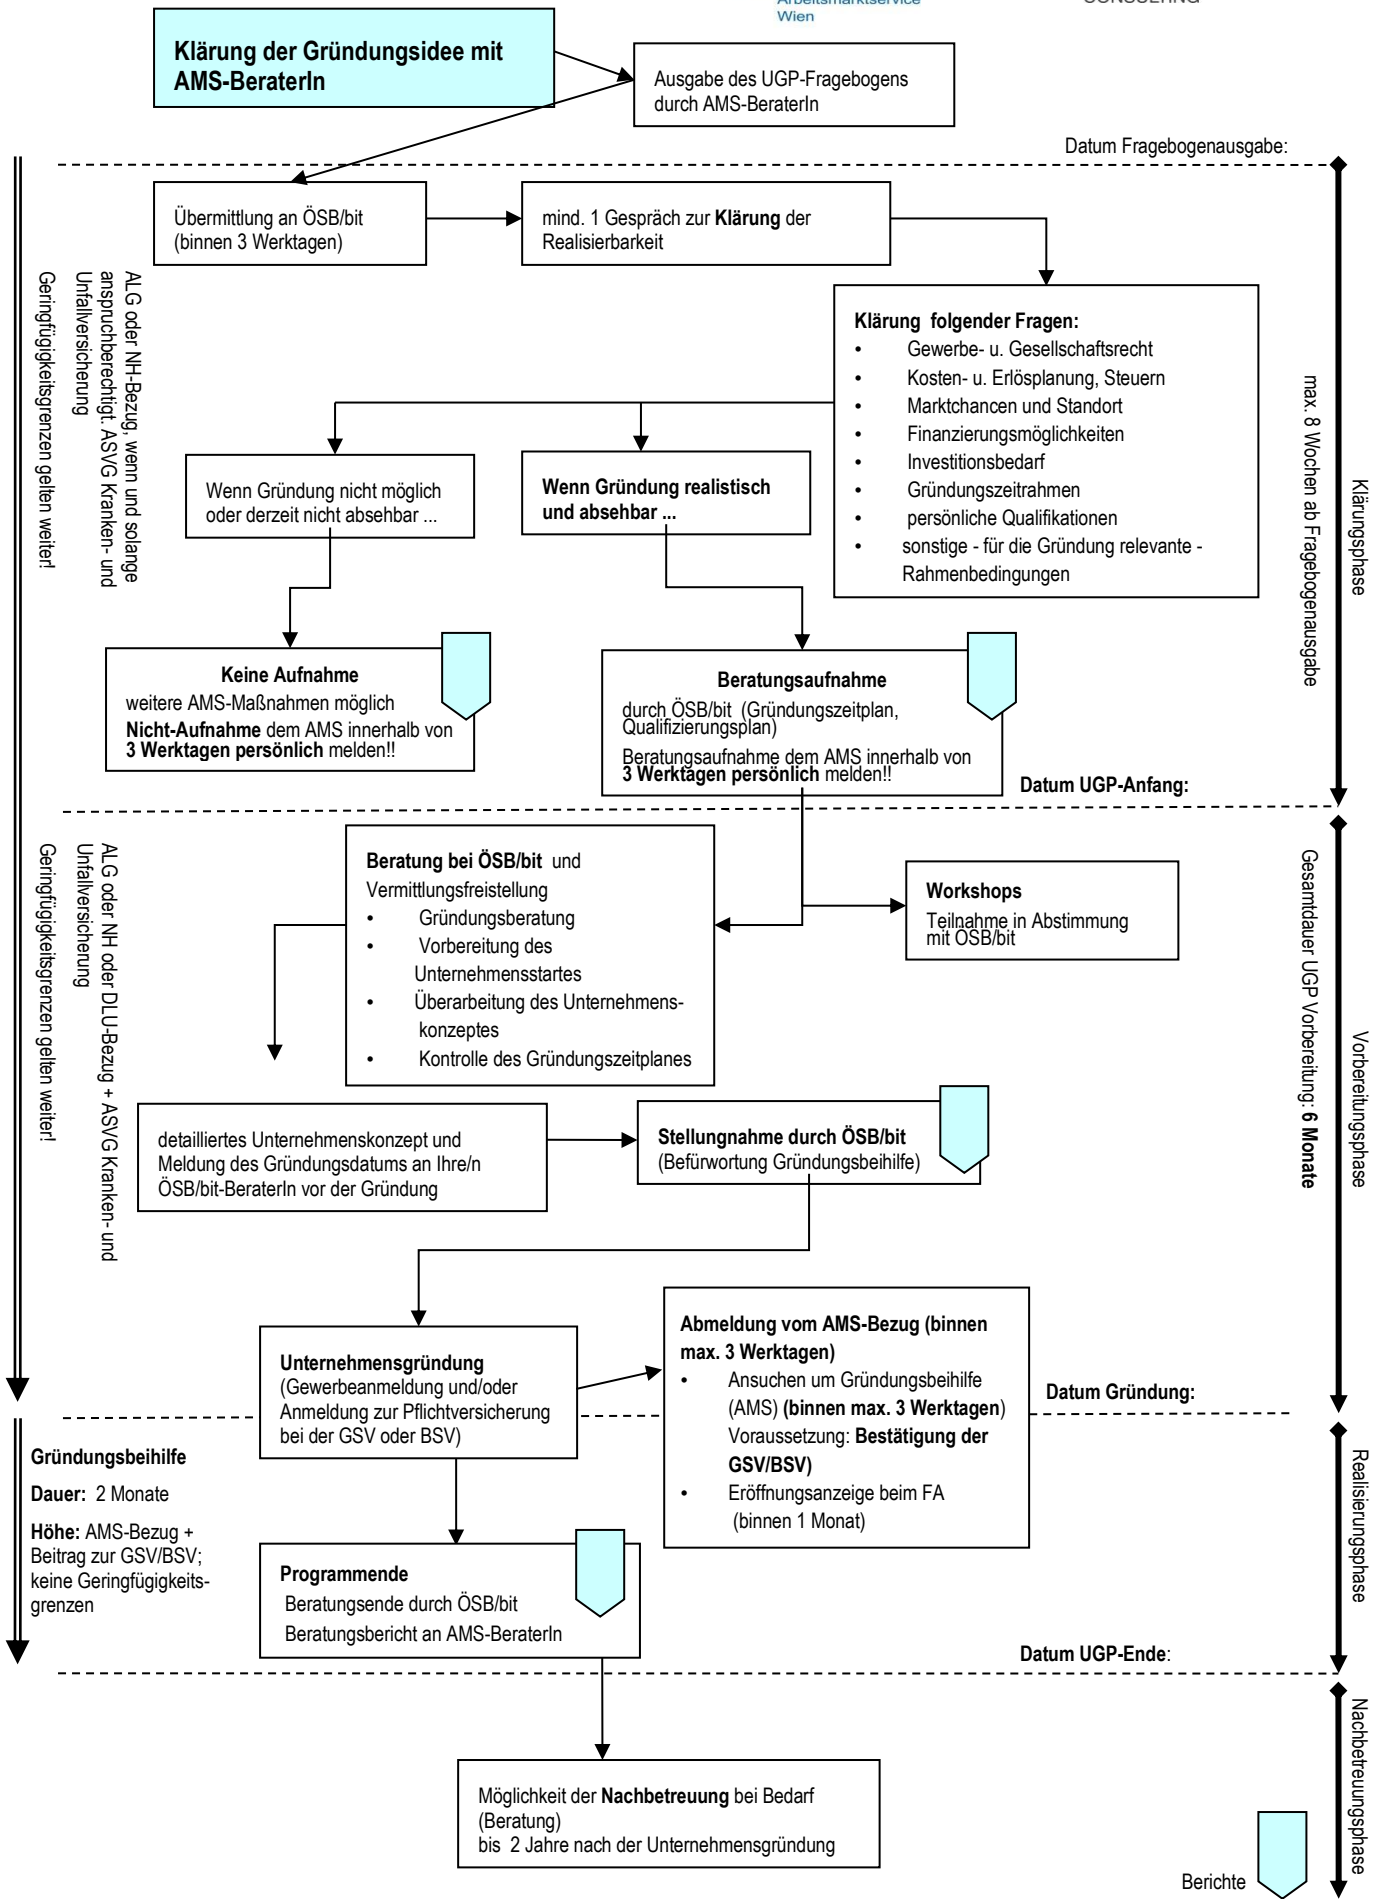 Arbeitsmarktservice
Wien
CONSULTING
Klärung der Gründungsidee mit
AMS-BeraterIn
Ausgabe des UGP-Fragebogens
durch AMS-BeraterIn
Datum Fragebogenausgabe:
Übermittlung an ÖSB/bit
(binnen 3 Werktagen)
mind. 1 Gespräch zur Klärung der
Realisierbarkeit
ALG oder NH-Bezug, wenn und solange
anspruchberechtigt. ASVG Kranken- und
Unfallversicherung
Geringfügigkeitsgrenzen gelten weiter!
Klärung folgender Fragen:
• Gewerbe- u. Gesellschaftsrecht
• Kosten- u. Erlösplanung, Steuern
• Marktchancen und Standort
• Finanzierungsmöglichkeiten
• Investitionsbedarf
• Gründungszeitrahmen
• persönliche Qualifikationen
• sonstige - für die Gründung relevante -
Rahmenbedingungen
Klärungsphase
max. 8 Wochen ab Fragebogenausgabe
Wenn Gründung nicht möglich
oder derzeit nicht absehbar ...
Wenn Gründung realistisch
und absehbar ...
Keine Aufnahme
weitere AMS-Maßnahmen möglich
Nicht-Aufnahme dem AMS innerhalb von
3 Werktagen persönlich melden!!
Beratungsaufnahme
durch ÖSB/bit (Gründungszeitplan,
Qualifizierungsplan)
Beratungsaufnahme dem AMS innerhalb von
3 Werktagen persönlich melden!!
Datum UGP-Anfang:
ALG oder NH oder DLU-Bezug + ASVG Kranken- und
Unfallversicherung
Geringfügigkeitsgrenzen gelten weiter!
Beratung bei ÖSB/bit und
Vermittlungsfreistellung
• Gründungsberatung
• Vorbereitung des
Unternehmensstartes
• Überarbeitung des Unternehmens-
konzeptes
• Kontrolle des Gründungszeitplanes
Workshops
Teilnahme in Abstimmung
mit ÖSB/bit
Vorbereitungsphase
Gesamtdauer UGP Vorbereitung: 6 Monate
detailliertes Unternehmenskonzept und
Meldung des Gründungsdatums an Ihre/n
ÖSB/bit-BeraterIn vor der Gründung
Stellungnahme durch ÖSB/bit
(Befürwortung Gründungsbeihilfe)
Unternehmensgründung
(Gewerbeanmeldung und/oder
Anmeldung zur Pflichtversicherung
bei der GSV oder BSV)
Abmeldung vom AMS-Bezug (binnen
max. 3 Werktagen)
• Ansuchen um Gründungsbeihilfe
(AMS) (binnen max. 3 Werktagen)
Voraussetzung: Bestätigung der
GSV/BSV)
• Eröffnungsanzeige beim FA
(binnen 1 Monat)
Datum Gründung:
Gründungsbeihilfe
Dauer: 2 Monate
Höhe: AMS-Bezug +
Beitrag zur GSV/BSV;
keine Geringfügigkeits-
grenzen
Realisierungsphase
Programmende
Beratungsende durch ÖSB/bit
Beratungsbericht an AMS-BeraterIn
Datum UGP-Ende:
Nachbetreuungsphase
Möglichkeit der Nachbetreuung bei Bedarf
(Beratung)
bis 2 Jahre nach der Unternehmensgründung
Berichte